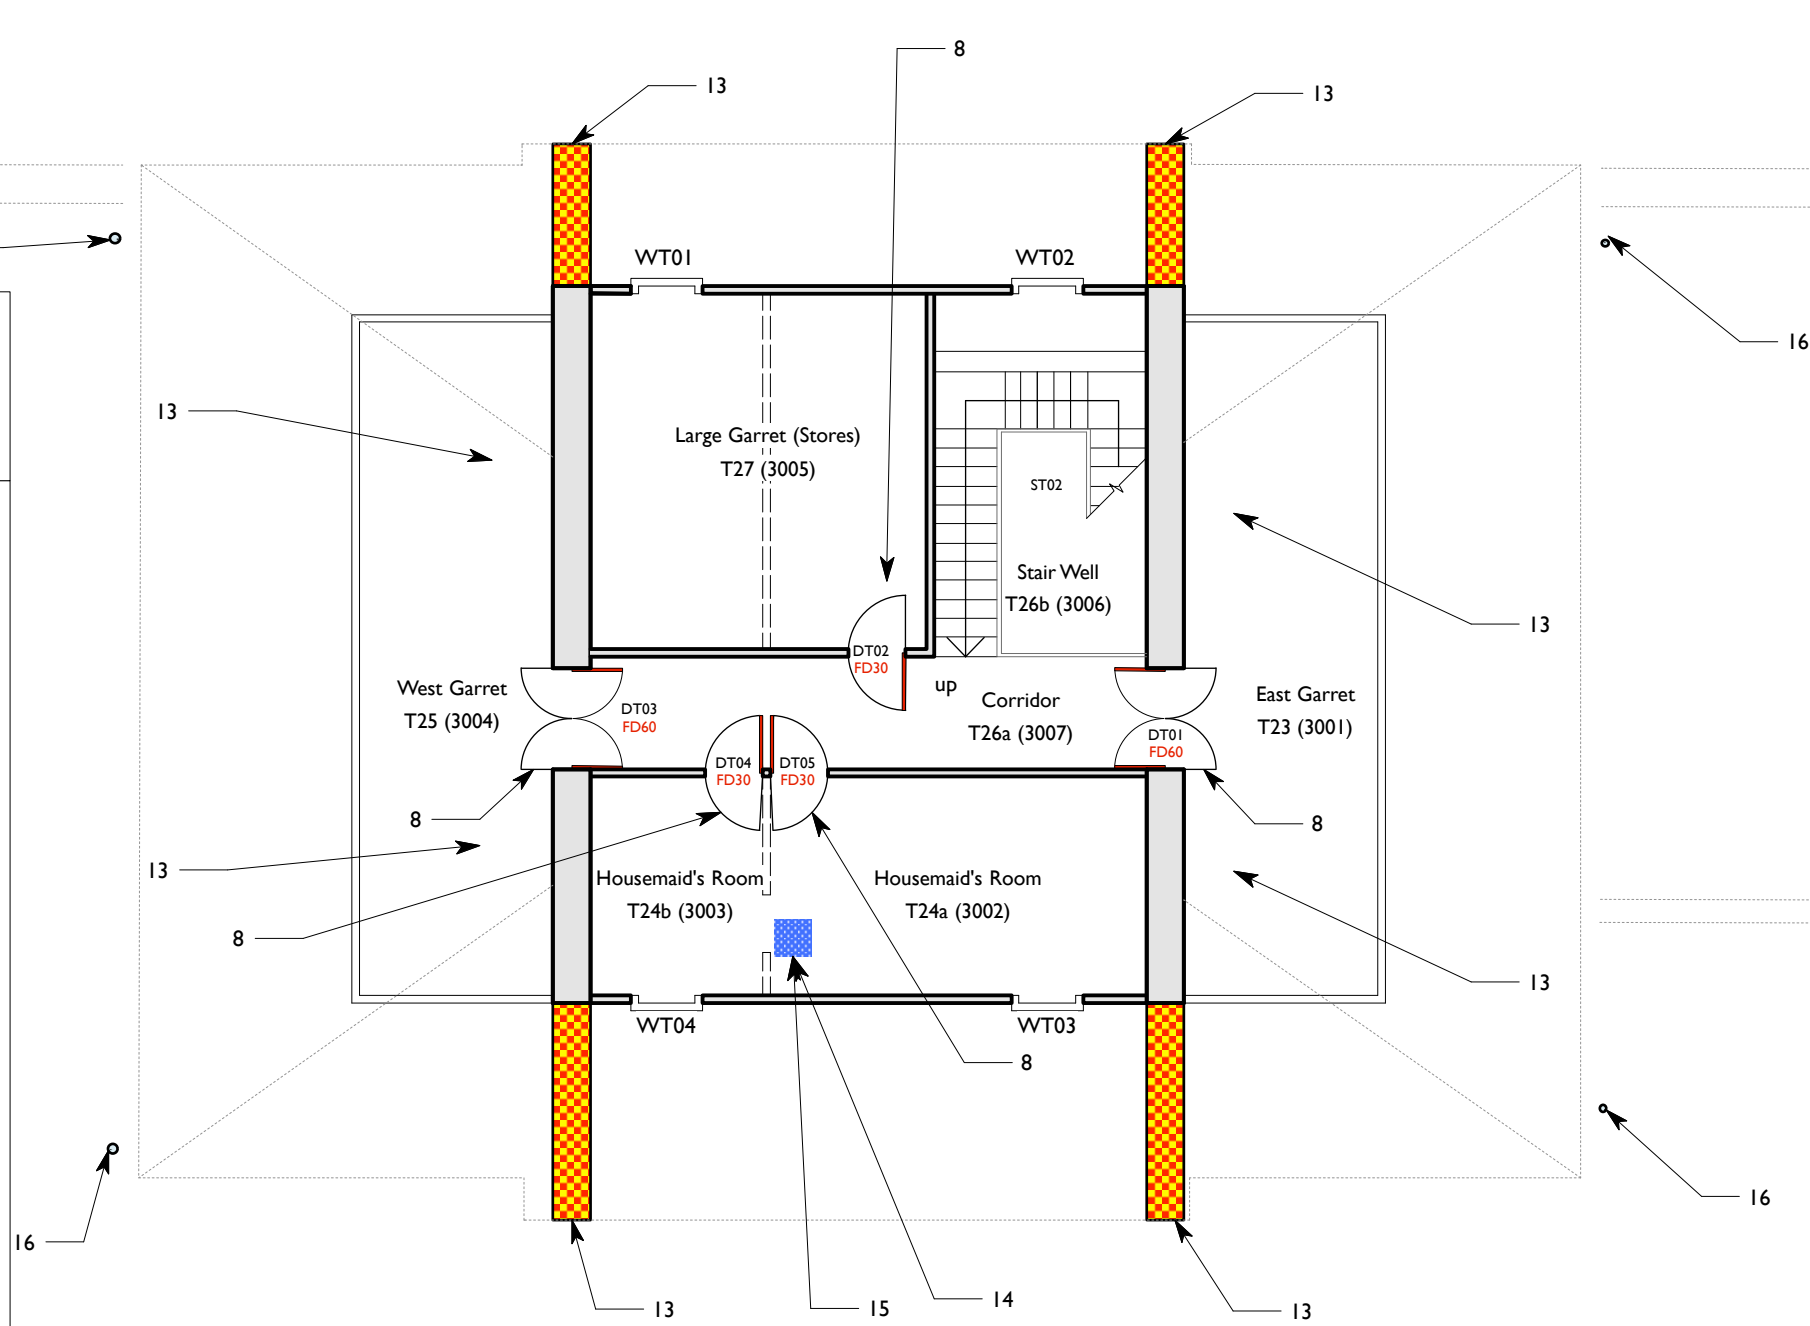 8
13
13
WT01
WT02
16
13
Large Garret (Stores)
T27 (3005)
ST02
Stair Well
T26b (3006)
13
DT02
FD30
up
West Garret
T25 (3004)
DT03
FD60
Corridor
T26a (3007)
East Garret
T23 (3001)
DT01
FD60
DT04
FD30
DT05
FD30
8
8
13
Housemaid's Room
T24b (3003)
Housemaid's Room
T24a (3002)
8
13
WT04
WT03
8
16
16
13
15
14
13